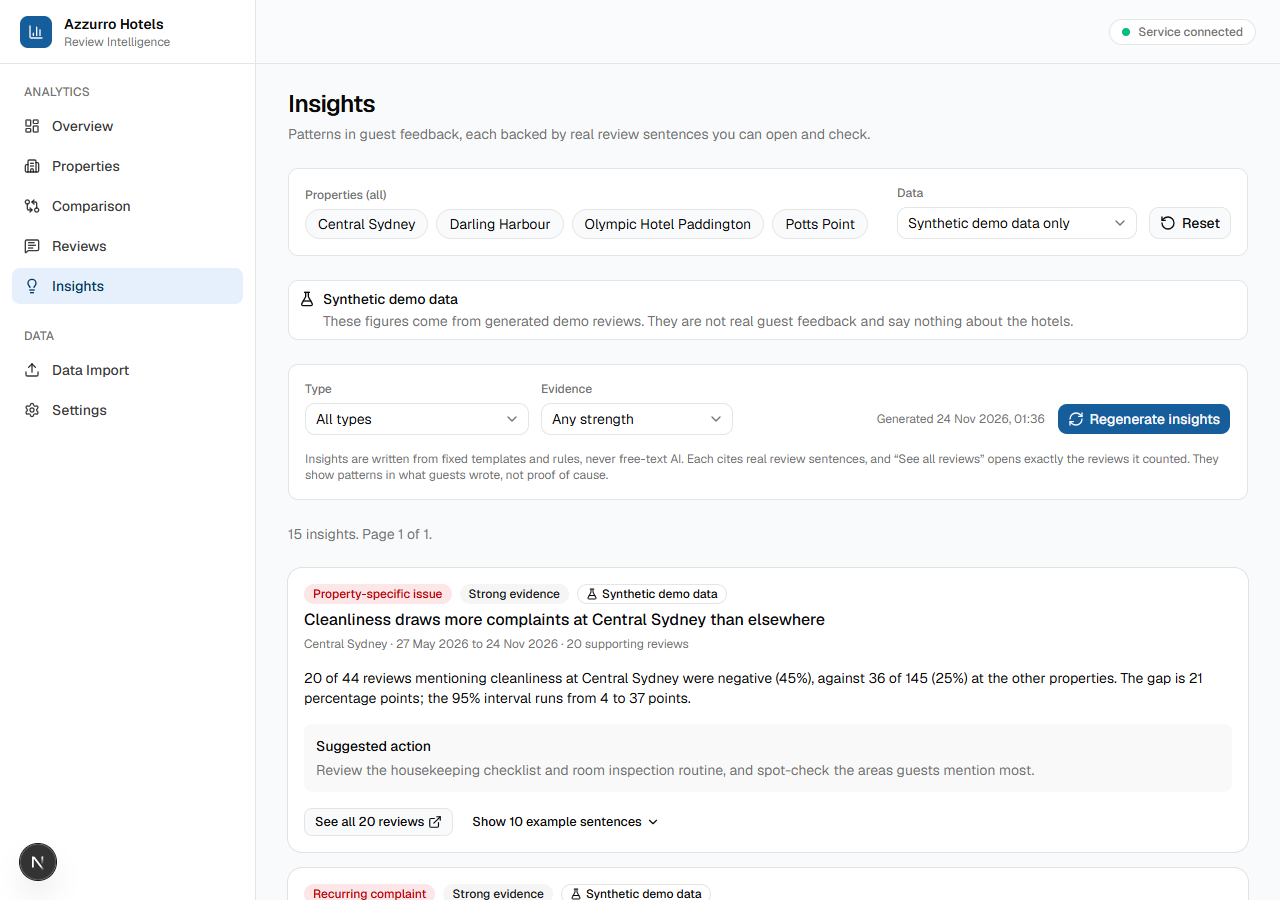 Azzurro Hotels
Review Intelligence
Service connected
ANALYTICS
Overview
Properties
Comparison
Reviews
Insights
DATA
Data Import
Settings
N
Insights
Patterns in guest feedback, each backed by real review sentences you can open and check.
Properties (all)
Central Sydney
Darling Harbour
Olympic Hotel Paddington
Potts Point
Data
Synthetic demo data only
Reset
Synthetic demo data
These figures come from generated demo reviews. They are not real guest feedback and say nothing about the hotels.
Type
All types
Evidence
Any strength
Generated 24 Nov 2026, 01:36
Regenerate insights
Insights are written from fixed templates and rules, never free-text AI. Each cites real review sentences, and “See all reviews” opens exactly the reviews it counted. They
show patterns in what guests wrote, not proof of cause.
15 insights. Page 1 of 1.
Property-specific issue
Strong evidence
Synthetic demo data
Cleanliness draws more complaints at Central Sydney than elsewhere
Central Sydney · 27 May 2026 to 24 Nov 2026 · 20 supporting reviews
20 of 44 reviews mentioning cleanliness at Central Sydney were negative (45%), against 36 of 145 (25%) at the other properties. The gap is 21
percentage points; the 95% interval runs from 4 to 37 points.
Suggested action
Review the housekeeping checklist and room inspection routine, and spot-check the areas guests mention most.
See all 20 reviews
Show 10 example sentences
Recurring complaint
Strong evidence
Synthetic demo data